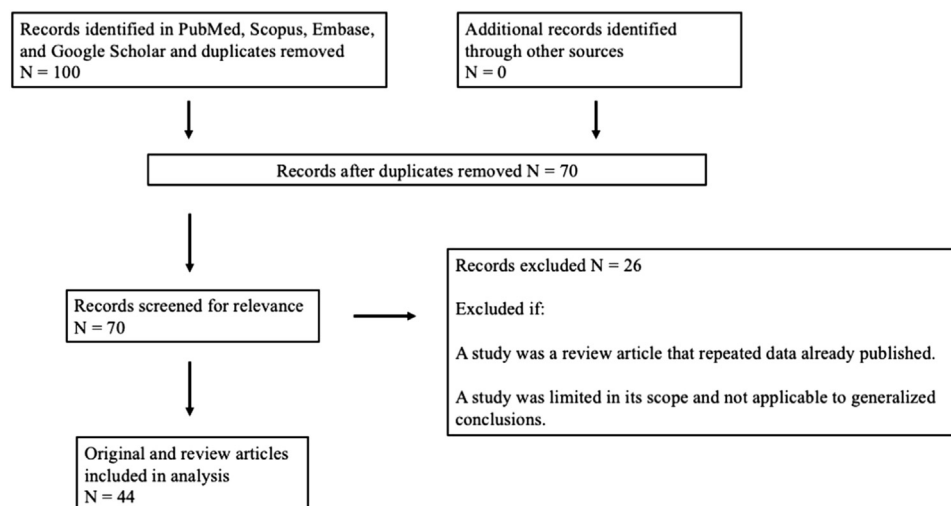 Records identified in PubMed, Scopus, Embase,
and Google Scholar and duplicates removed
N = 100
Additional records identified
through other sources
N = 0
Records after duplicates removed N = 70
Records screened for relevance
N = 70
Records excluded N = 26
Excluded if:
A study was a review article that repeated data already published.
A study was limited in its scope and not applicable to generalized
conclusions.
Original and review articles
included in analysis
N = 44